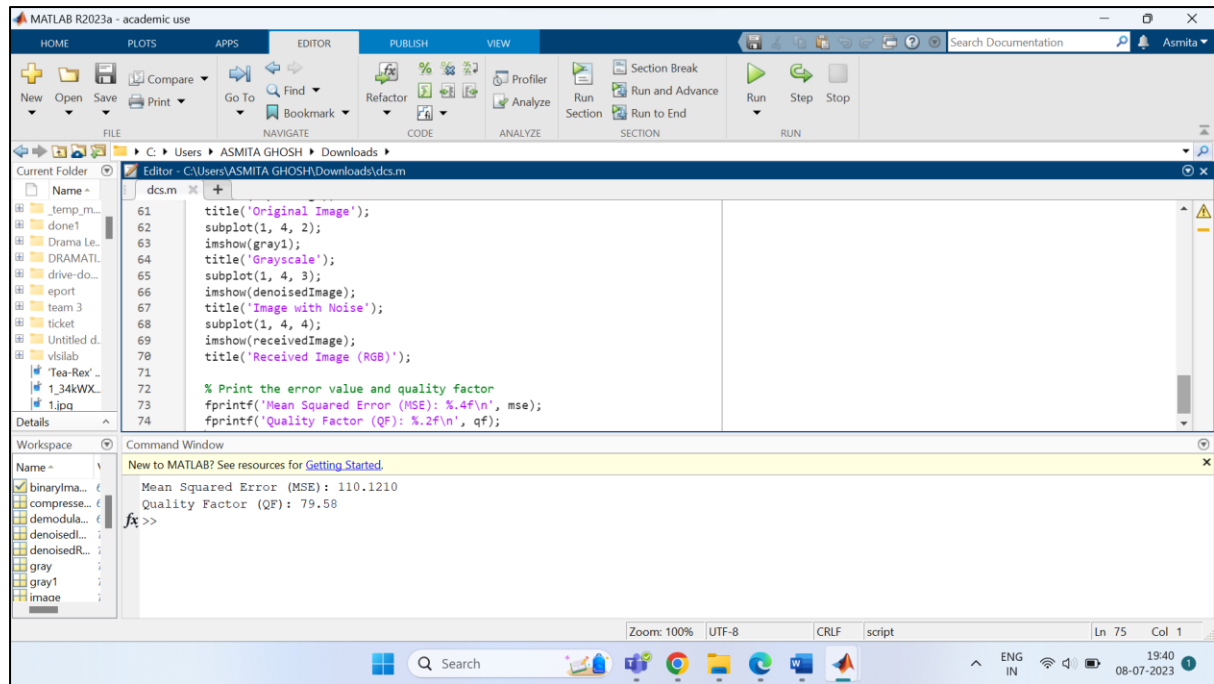 MATLAB R2023a - academic use
HOME PLOTS APPS EDITOR PUBLISH VIEW Search Documentation Asmita
New Open Save Compare Print Go To Find Bookmark Refactor Profiler Analyze Run Section Section Break Run and Advance Run to End Run Step Stop
FILE NAVIGATE CODE ANALYZE SECTION RUN
C: Users ASMITA GHOSH Downloads
Current Folder
Name
_temp_m...
done1
Drama Le...
DRAMATI...
drive-do...
eport
team 3
ticket
Untitled d...
vlsilab
'Tea-Rex' ...
1_34kWX...
1.jpg
Details
Editor - C:\Users\ASMITA GHOSH\Downloads\dcs.m
dcs.m
61 title('Original Image');
62 subplot(1, 4, 2);
63 imshow(gray1);
64 title('Grayscale');
65 subplot(1, 4, 3);
66 imshow(denoisedImage);
67 title('Image with Noise');
68 subplot(1, 4, 4);
69 imshow(receivedImage);
70 title('Received Image (RGB)');
71
72 % Print the error value and quality factor
73 fprintf('Mean Squared Error (MSE): %.4f\n', mse);
74 fprintf('Quality Factor (QF): %.2f\n', qf);
Workspace
Name
binaryIma...
compresse...
demodula...
denoisedI...
denoisedR...
gray
gray1
image
Command Window
New to MATLAB? See resources for Getting Started.
Mean Squared Error (MSE): 110.1210
Quality Factor (QF): 79.58
fx >>
Zoom: 100% UTF-8 CRLF script Ln 75 Col 1
Search
ENG
IN
19:40
08-07-2023
1